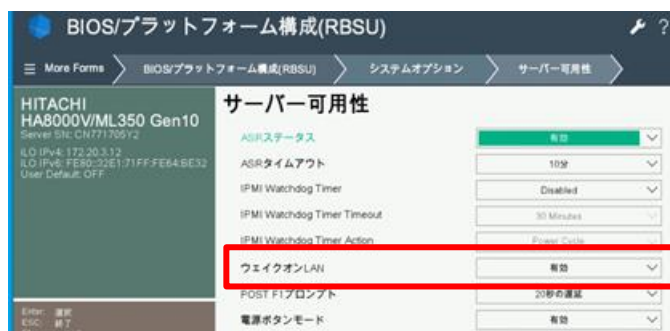 BIOS/プラットフォーム構成(RBSU)
?
More Forms
BIOS/プラットフォーム構成(RBSU)
システムオプション
サーバー可用性
HITACHI
HA8000V/ML350 Gen10
Server SN: CN771705Y2
iLO IPv4: 172.20.3.12
iLO IPv6: FE80::32E1:71FF:FE64:BE32
User Default: OFF
サーバー可用性
ASRステータス
有効
ASRタイムアウト
10分
IPMI Watchdog Timer
Disabled
IPMI Watchdog Timer Timeout
30 Minutes
IPMI Watchdog Timer Action
Power Cycle
ウェイクオンLAN
有効
POST F1プロンプト
20秒の遅延
電源ボタンモード
有効
Enter: 選択
ESC: 終了